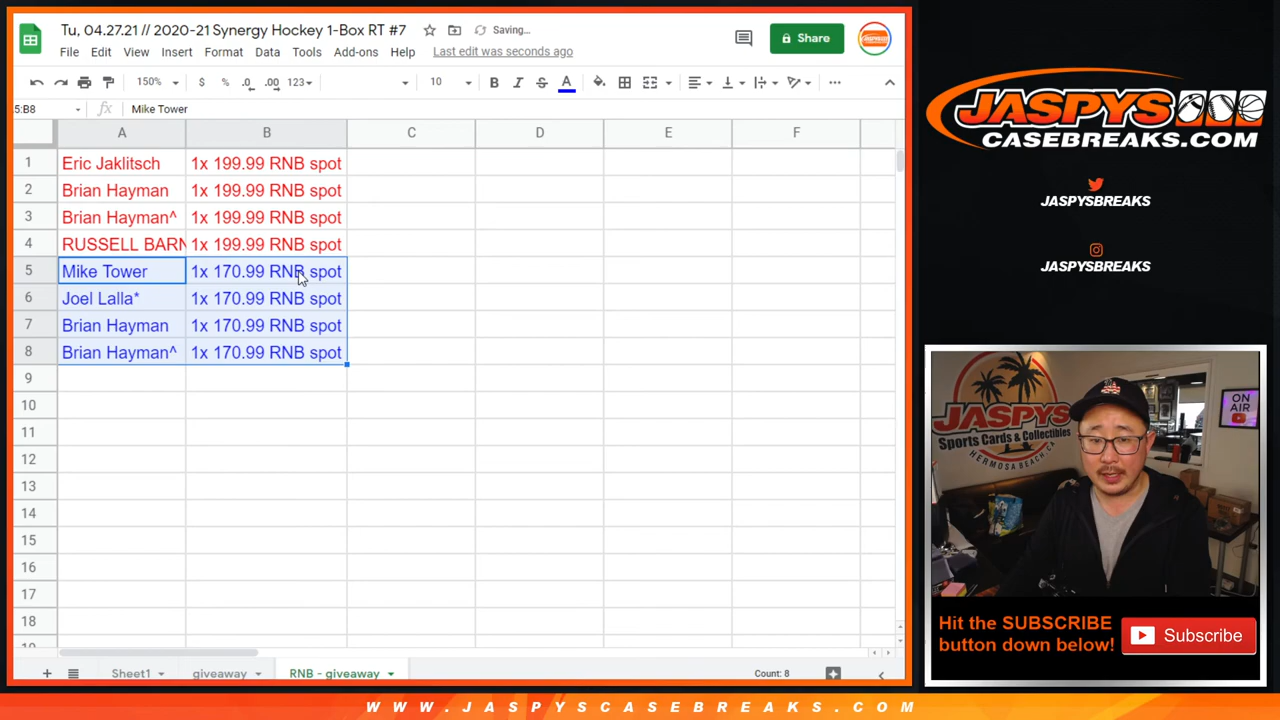 Tu, 04.27.21 // 2020-21 Synergy Hockey 1-Box RT #7
Saving...
File Edit View Insert Format Data Tools Add-ons Help Last edit was seconds ago
Share
150% $ % .0 .00 123 10 B I S A
5:B8 fx Mike Tower
A B C D E F
1 Eric Jaklitsch 1x 199.99 RNB spot
2 Brian Hayman 1x 199.99 RNB spot
3 Brian Hayman^ 1x 199.99 RNB spot
4 RUSSELL BARN 1x 199.99 RNB spot
5 Mike Tower 1x 170.99 RNB spot
6 Joel Lalla* 1x 170.99 RNB spot
7 Brian Hayman 1x 170.99 RNB spot
8 Brian Hayman^ 1x 170.99 RNB spot
9
10
11
12
13
14
15
16
17
18
Sheet1 giveaway RNB - giveaway Count: 8
JASPYS
CASEBREAKS.COM
JASPYSBREAKS
JASPYSBREAKS
JASPYS
Sports Cards & Collectibles
HERMOSA BEACH, CA
ON
AIR
Hit the SUBSCRIBE
button down below!
Subscribe
WWW.JASPYSCASEBREAKS.COM